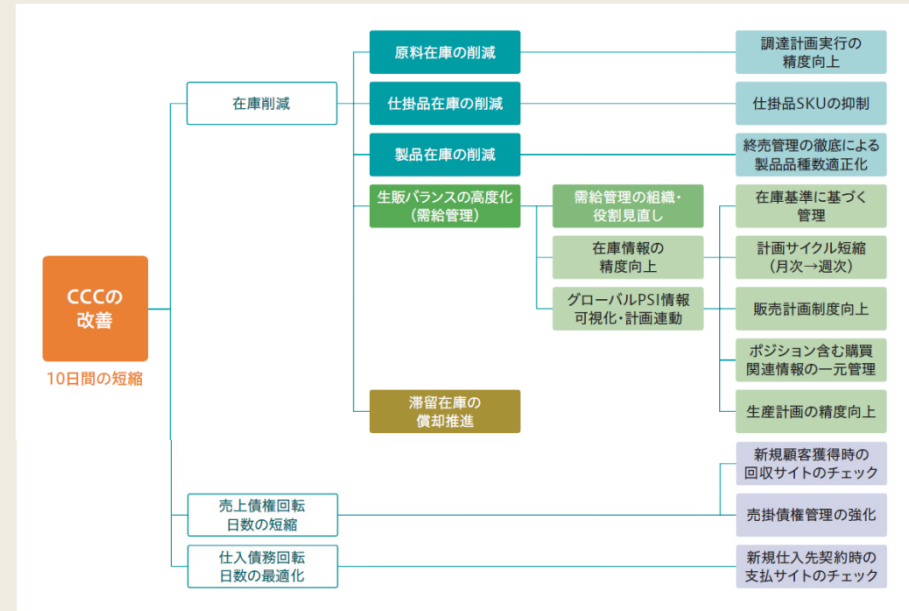 CCCの
改善
10日間の短縮
在庫削減
原料在庫の削減
調達計画実行の
精度向上
仕掛品在庫の削減
仕掛品SKUの抑制
製品在庫の削減
終売管理の徹底による
製品品種数適正化
生販バランスの高度化
（需給管理）
需給管理の組織・
役割見直し
在庫情報の
精度向上
グローバルPSI情報
可視化・計画連動
在庫基準に基づく
管理
計画サイクル短縮
（月次→週次）
販売計画制度向上
ポジション含む購買
関連情報の一元管理
生産計画の精度向上
滞留在庫の
償却推進
売上債権回転
日数の短縮
新規顧客獲得時の
回収サイトのチェック
売掛債権管理の強化
仕入債務回転
日数の最適化
新規仕入先契約時の
支払サイトのチェック